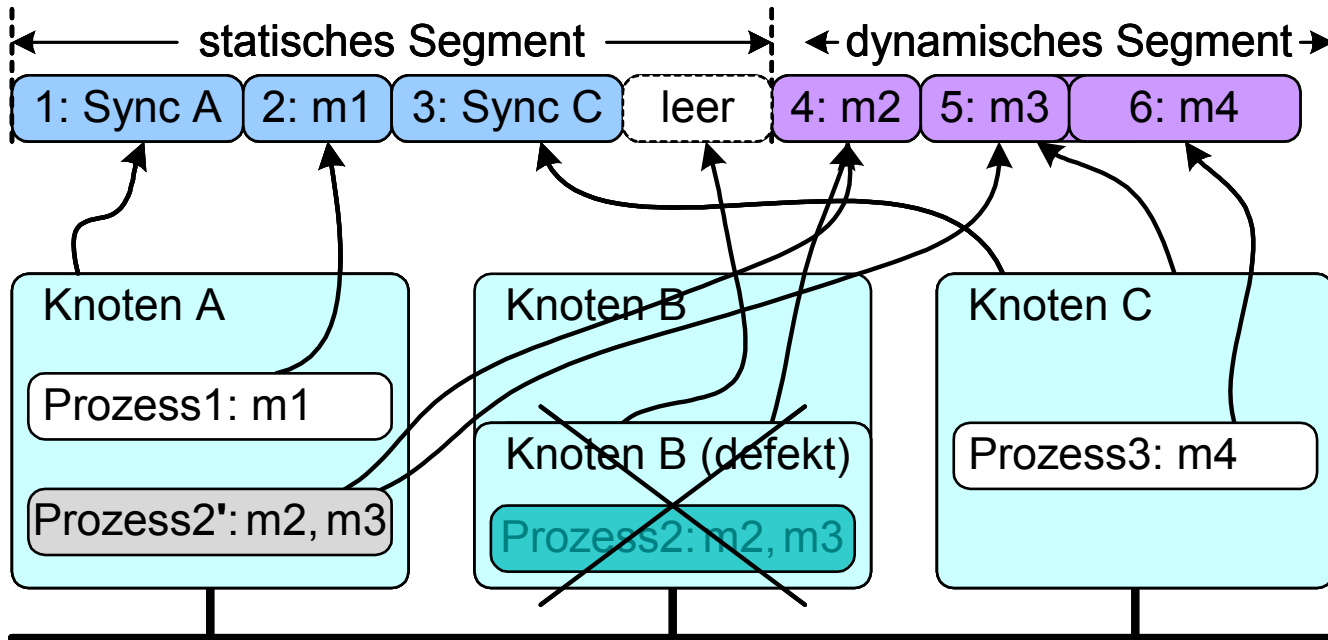 statisches Segment
dynamisches Segment
1: Sync A
2: m1
3: Sync C
leer
4: m2
5: m3
6: m4
Knoten A
Knoten B
Knoten C
Prozess1: m1
Knoten B (defekt)
Prozess3: m4
Prozess2': m2, m3
Prozess2: m2, m3